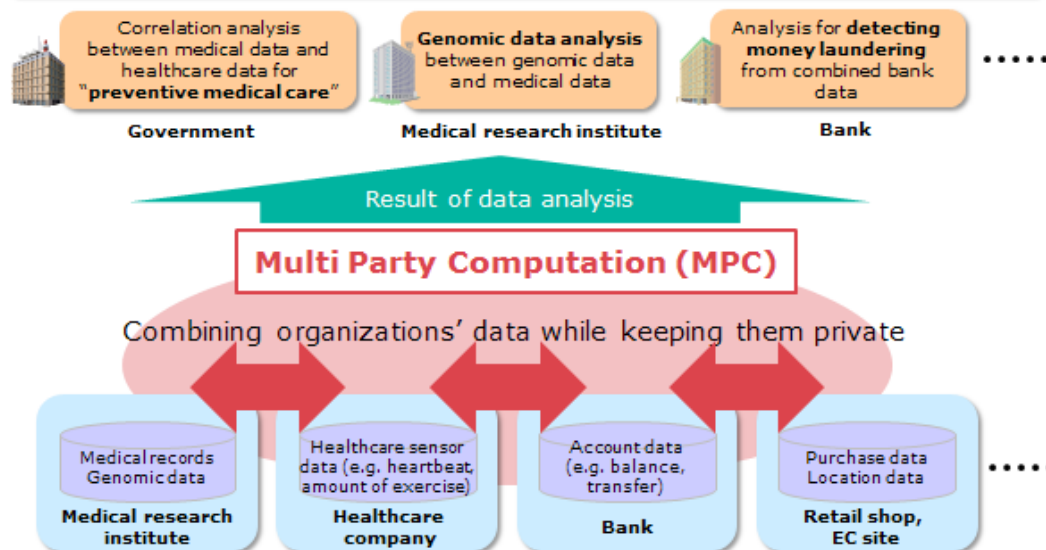 Correlation analysis
between medical data and
healthcare data for
"preventive medical care"
Government
Genomic data analysis
between genomic data
and medical data
Medical research institute
Analysis for detecting
money laundering
from combined bank
data
Bank
Result of data analysis
Multi Party Computation (MPC)
Combining organizations' data while keeping them private
Medical records
Genomic data
Medical research
institute
Healthcare sensor
data (e.g. heartbeat,
amount of exercise)
Healthcare
company
Account data
(e.g. balance,
transfer)
Bank
Purchase data
Location data
Retail shop,
EC site